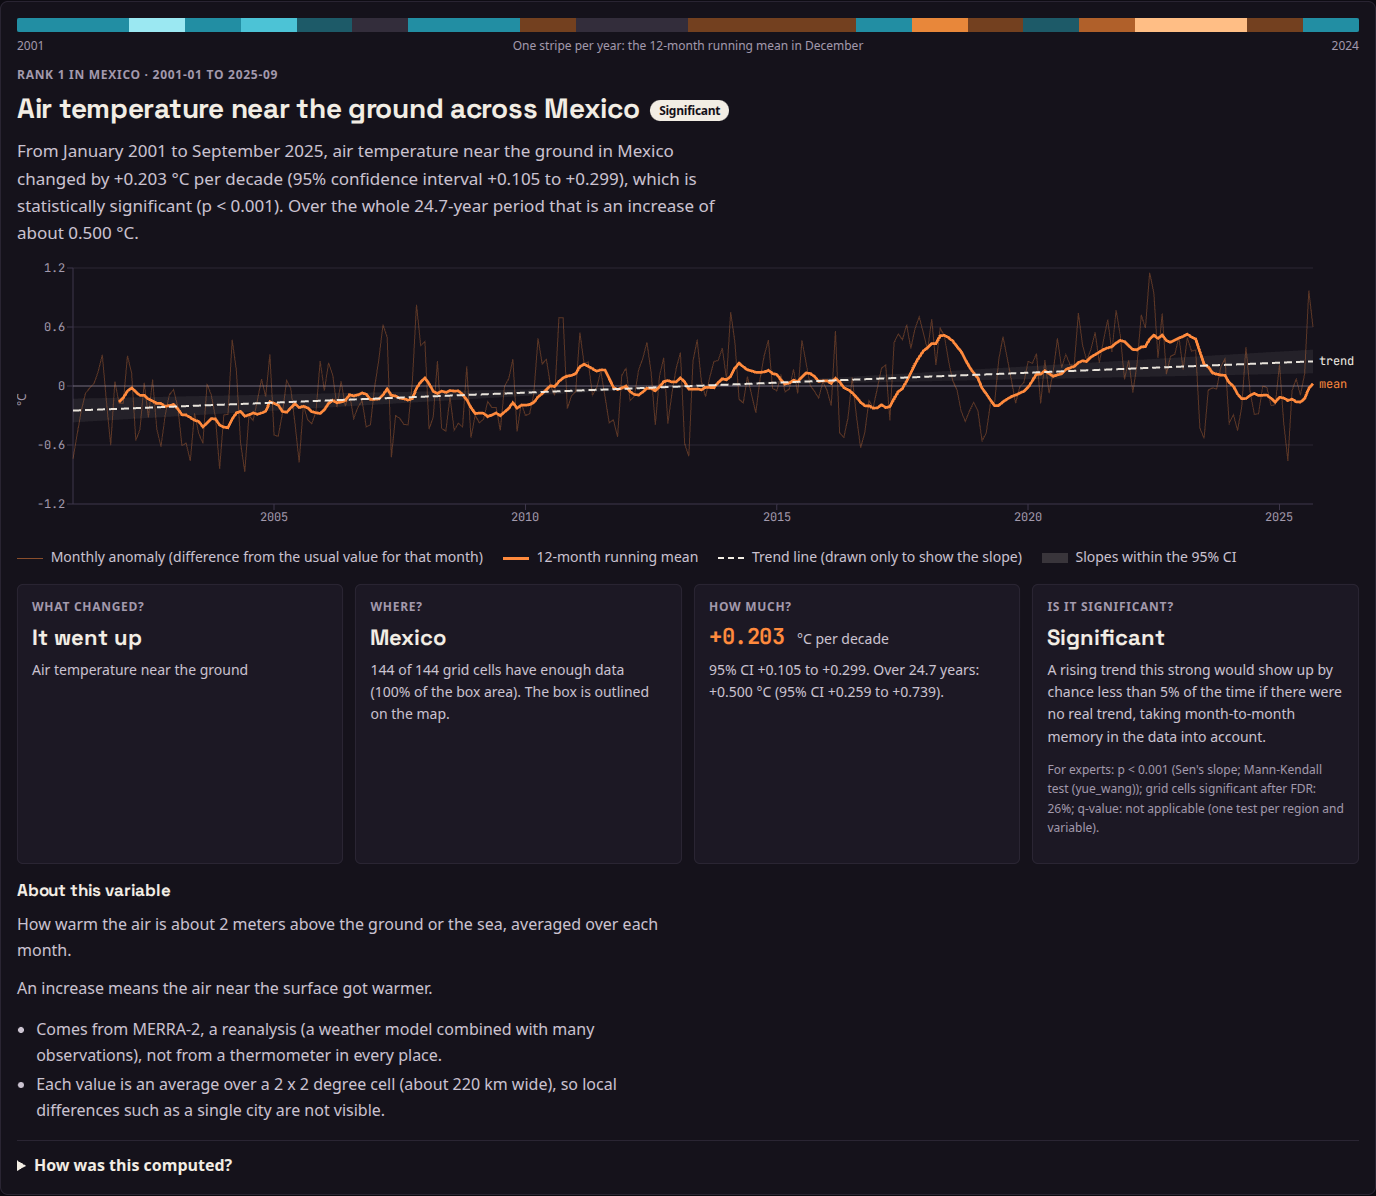 2001
One stripe per year: the 12-month running mean in December
2024
RANK 1 IN MEXICO · 2001-01 TO 2025-09
Air temperature near the ground across Mexico
Significant
From January 2001 to September 2025, air temperature near the ground in Mexico
changed by +0.203 °C per decade (95% confidence interval +0.105 to +0.299), which is
statistically significant (p < 0.001). Over the whole 24.7-year period that is an increase of
about 0.500 °C.
1.2
0.6
0
-0.6
-1.2
°C
trend
mean
2005
2010
2015
2020
2025
Monthly anomaly (difference from the usual value for that month)
12-month running mean
Trend line (drawn only to show the slope)
Slopes within the 95% CI
WHAT CHANGED?
It went up
Air temperature near the ground
WHERE?
Mexico
144 of 144 grid cells have enough data
(100% of the box area). The box is outlined
on the map.
HOW MUCH?
+0.203 °C per decade
95% CI +0.105 to +0.299. Over 24.7 years:
+0.500 °C (95% CI +0.259 to +0.739).
IS IT SIGNIFICANT?
Significant
A rising trend this strong would show up by
chance less than 5% of the time if there were
no real trend, taking month-to-month
memory in the data into account.
For experts: p < 0.001 (Sen's slope; Mann-Kendall
test (yue_wang)); grid cells significant after FDR:
26%; q-value: not applicable (one test per region and
variable).
About this variable
How warm the air is about 2 meters above the ground or the sea, averaged over each
month.
An increase means the air near the surface got warmer.
• Comes from MERRA-2, a reanalysis (a weather model combined with many
observations), not from a thermometer in every place.
• Each value is an average over a 2 x 2 degree cell (about 220 km wide), so local
differences such as a single city are not visible.
▶ How was this computed?